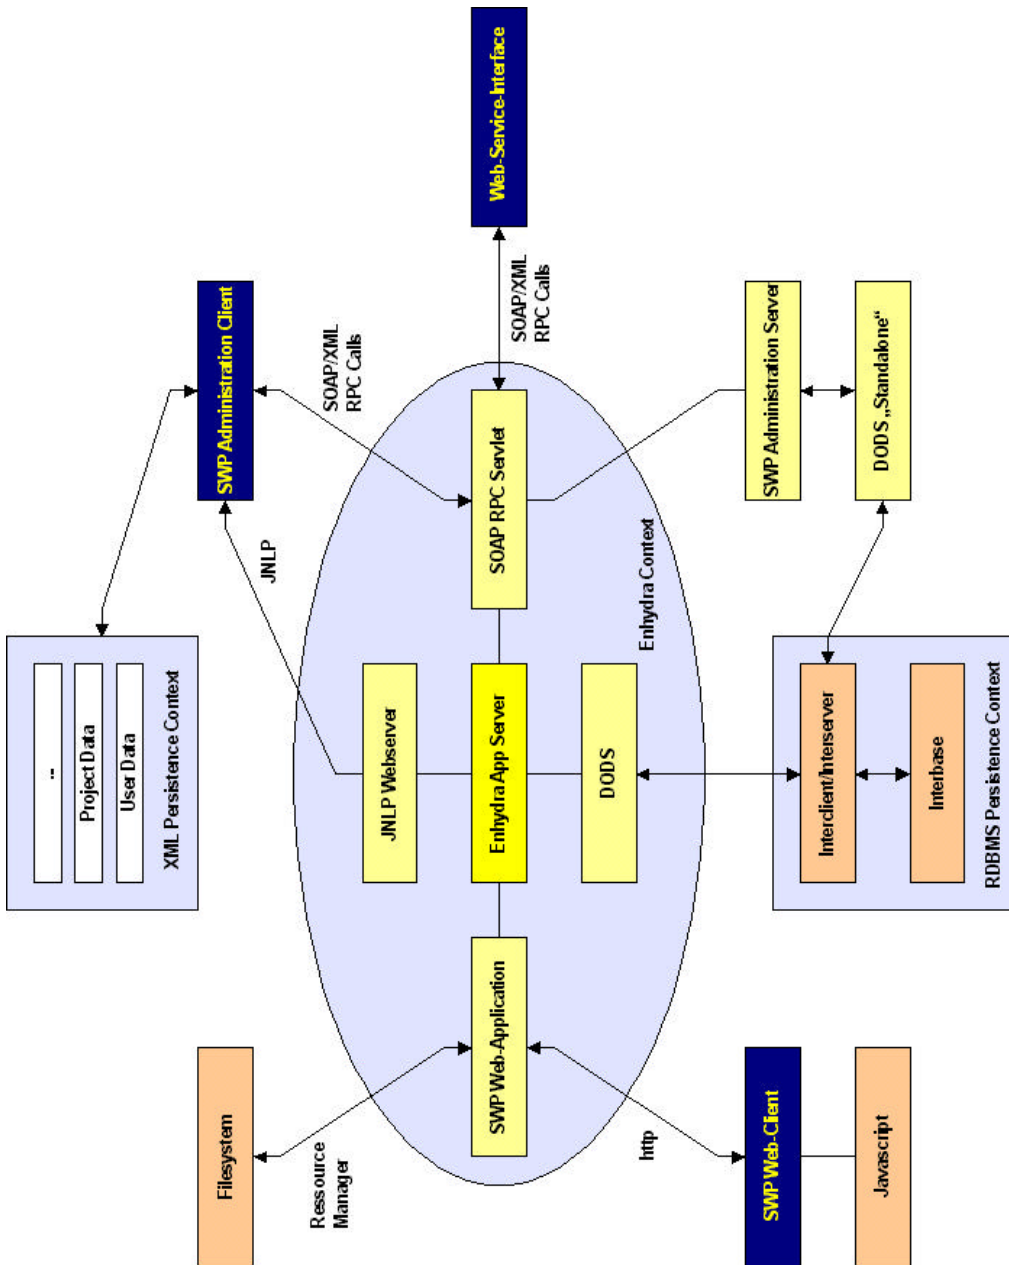 Filesystem
...
Project Data
User Data
XML Persistence Context
SWP Administration Client
Ressource
Manager
JNLP
SOAP/XML
RPC Calls
JNLP Webserver
SWP Web-Application
Enhydra App Server
SOAP RPC Servlet
SOAP/XML
RPC Calls
Web-Service-Interface
DODS
Enhydra Context
http
SWP Web-Client
Javascript
Interclient/Interserver
Interbase
RDBMS Persistence Context
SWP Administration Server
DODS „Standalone“